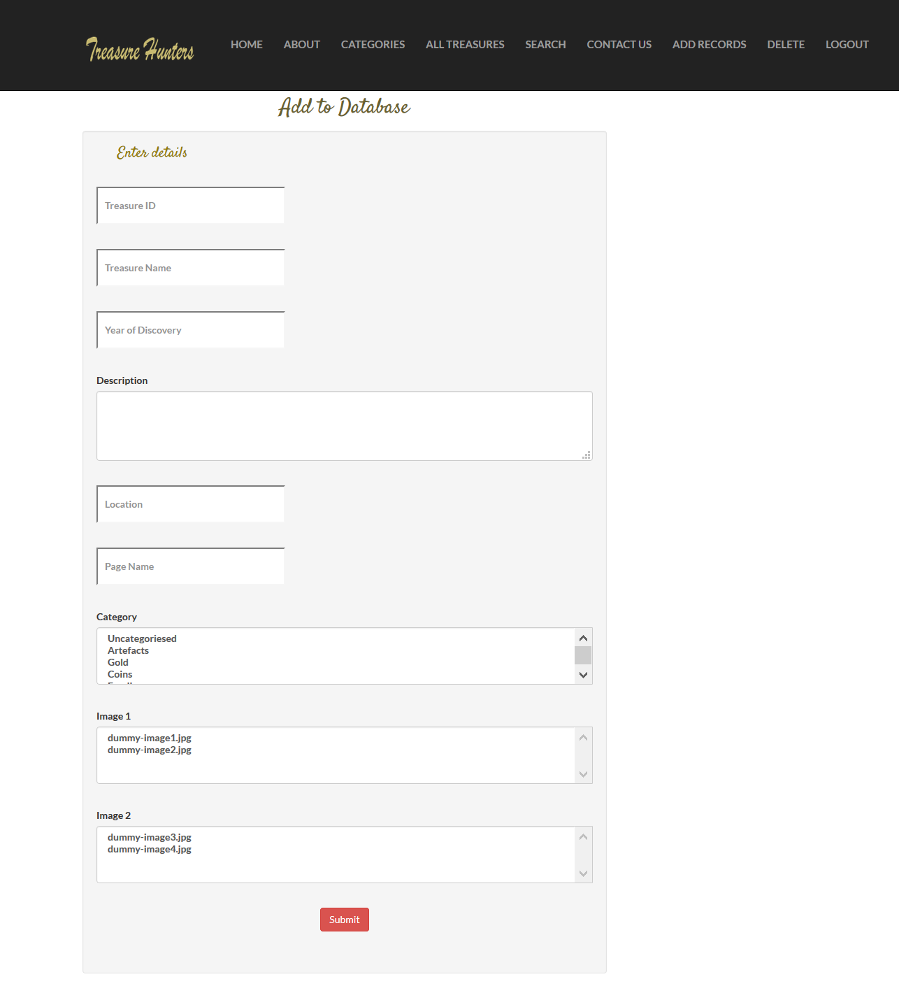 Treasure Hunters HOME ABOUT CATEGORIES ALL TREASURES SEARCH CONTACT US ADD RECORDS DELETE LOGOUT
Add to Database
Enter details
Treasure ID
Treasure Name
Year of Discovery
Description
Location
Page Name
Category
Uncategoriesed
Artefacts
Gold
Coins
Image 1
dummy-image1.jpg
dummy-image2.jpg
Image 2
dummy-image3.jpg
dummy-image4.jpg
Submit